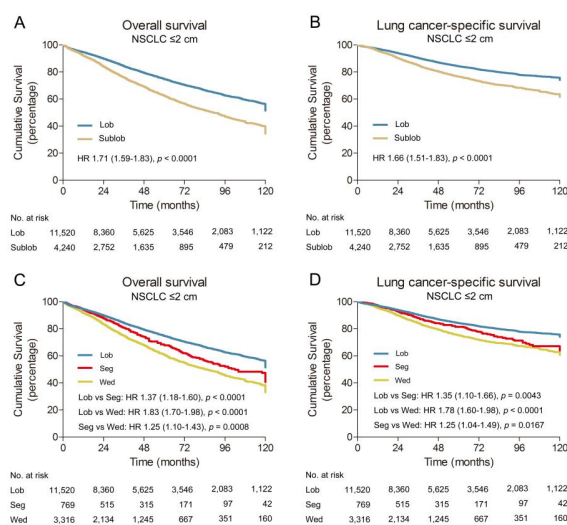 A
Overall survival
NSCLC ≤2 cm
Cumulative Survival
(percentage)
100
80
60
40
20
0
Lob
Sublob
HR 1.71 (1.59-1.83), p < 0.0001
0 24 48 72 96 120
Time (months)
No. at risk
Lob 11,520 8,360 5,625 3,546 2,083 1,122
Sublob 4,240 2,752 1,635 895 479 212
B
Lung cancer-specific survival
NSCLC ≤2 cm
Cumulative Survival
(percentage)
100
80
60
40
20
0
Lob
Sublob
HR 1.66 (1.51-1.83), p < 0.0001
0 24 48 72 96 120
Time (months)
No. at risk
Lob 11,520 8,360 5,625 3,546 2,083 1,122
Sublob 4,240 2,752 1,635 895 479 212
C
Overall survival
NSCLC ≤2 cm
Cumulative Survival
(percentage)
100
80
60
40
20
0
Lob
Seg
Wed
Lob vs Seg: HR 1.37 (1.18-1.60), p < 0.0001
Lob vs Wed: HR 1.83 (1.70-1.98), p < 0.0001
Seg vs Wed: HR 1.25 (1.10-1.43), p = 0.0008
0 24 48 72 96 120
Time (months)
No. at risk
Lob 11,520 8,360 5,625 3,546 2,083 1,122
Seg 769 515 315 171 97 42
Wed 3,316 2,134 1,245 667 351 160
D
Lung cancer-specific survival
NSCLC ≤2 cm
Cumulative Survival
(percentage)
100
80
60
40
20
0
Lob
Seg
Wed
Lob vs Seg: HR 1.35 (1.10-1.66), p = 0.0043
Lob vs Wed: HR 1.78 (1.60-1.98), p < 0.0001
Seg vs Wed: HR 1.25 (1.04-1.49), p = 0.0167
0 24 48 72 96 120
Time (months)
No. at risk
Lob 11,520 8,360 5,625 3,546 2,083 1,122
Seg 769 515 315 171 97 42
Wed 3,316 2,134 1,245 667 351 160